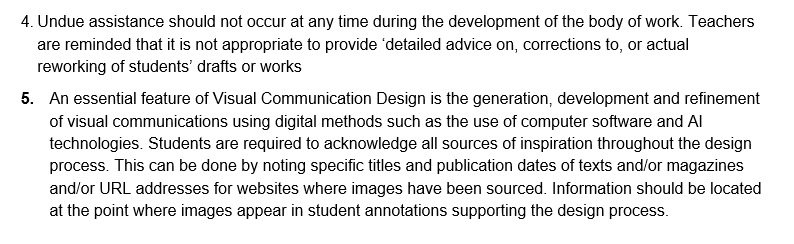 4. Undue assistance should not occur at any time during the development of the body of work. Teachers
are reminded that it is not appropriate to provide ‘detailed advice on, corrections to, or actual
reworking of students’ drafts or works
5. An essential feature of Visual Communication Design is the generation, development and refinement
of visual communications using digital methods such as the use of computer software and AI
technologies. Students are required to acknowledge all sources of inspiration throughout the design
process. This can be done by noting specific titles and publication dates of texts and/or magazines
and/or URL addresses for websites where images have been sourced. Information should be located
at the point where images appear in student annotations supporting the design process.